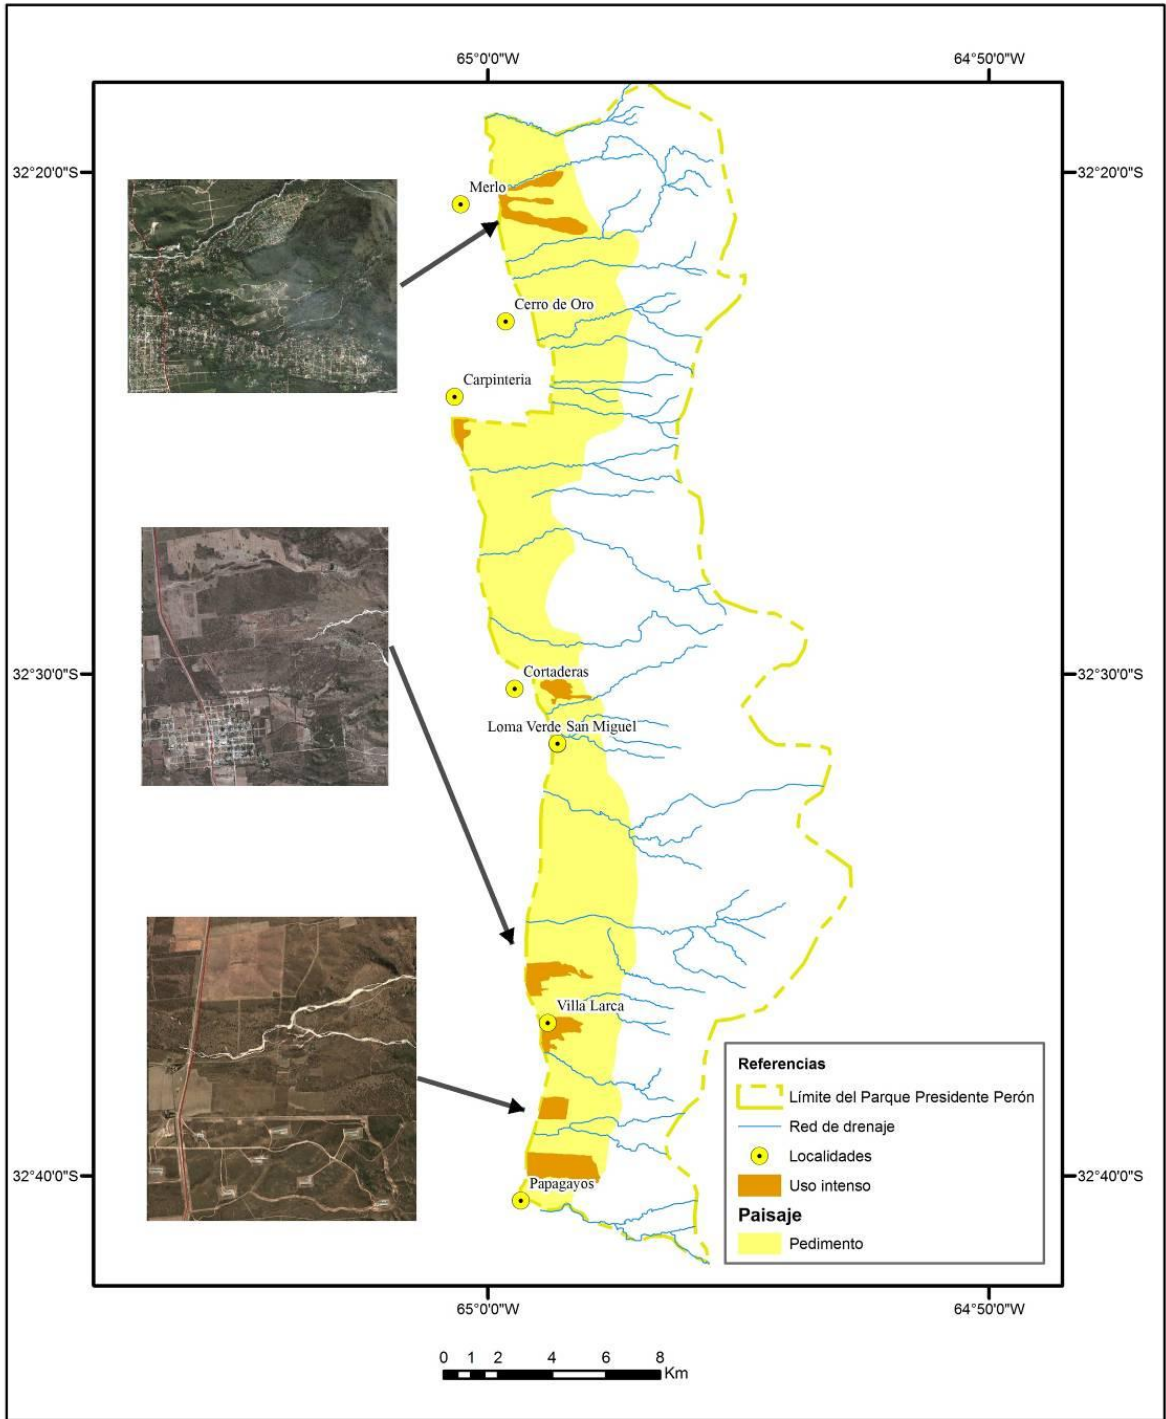 65°0'0"W
64°50'0"W
32°20'0"S
32°20'0"S
Merlo
Cerro de Oro
Carpinteria
32°30'0"S
32°30'0"S
Cortaderas
Loma Verde San Miguel
Villa Larca
Referencias
Límite del Parque Presidente Perón
Red de drenaje
Localidades
Uso intenso
Paisaje
Pedimento
32°40'0"S
32°40'0"S
Papagayos
65°0'0"W
64°50'0"W
0 1 2 4 6 8
Km